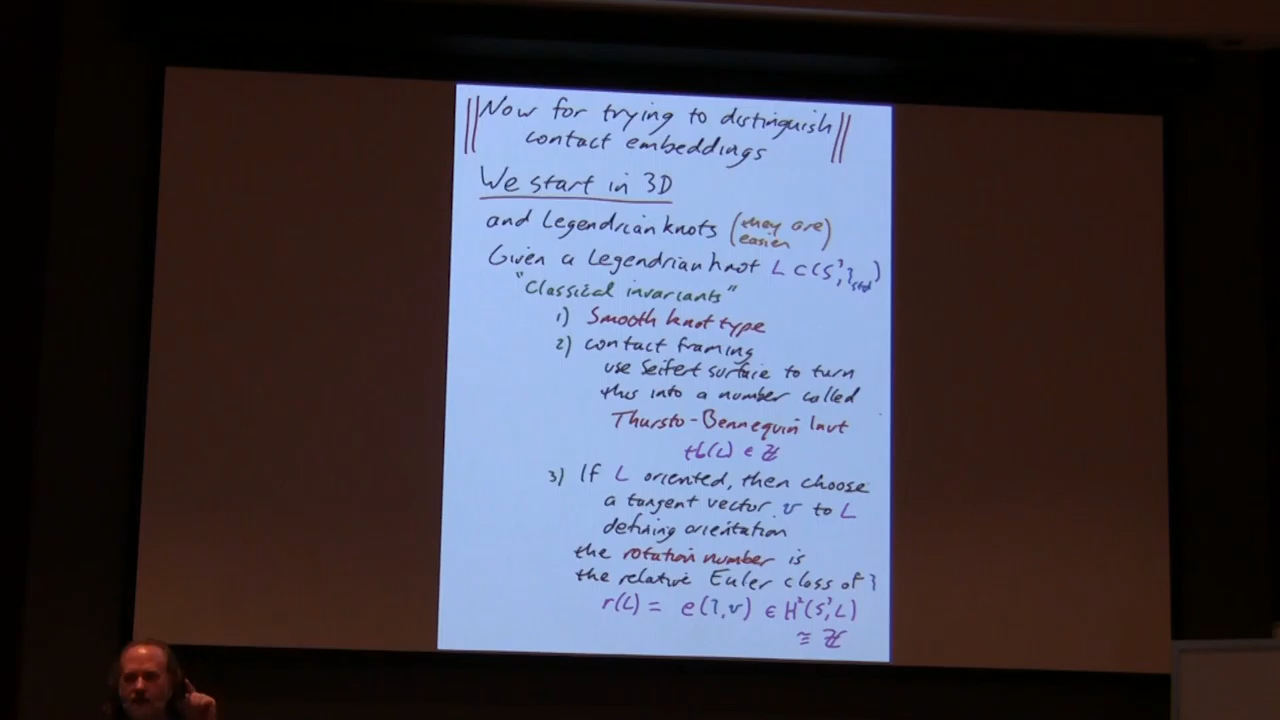 Now for trying to distinguish
contact embeddings
We start in 3D
and Legendrian knots (they are easier)
Given a Legendrian knot L ⊂ (S³, ξ_std)
"Classical invariants"
1) Smooth knot type
2) contact framing
use Seifert surface to turn
this into a number called
Thursto-Bennequin invt
tb(L) ∈ ℤ
3) If L oriented, then choose
a tangent vector v to L
defining orientation
the rotation number is
the relative Euler class of ξ
r(L) = e(ξ, v) ∈ H²(S³, L)
≅ ℤ